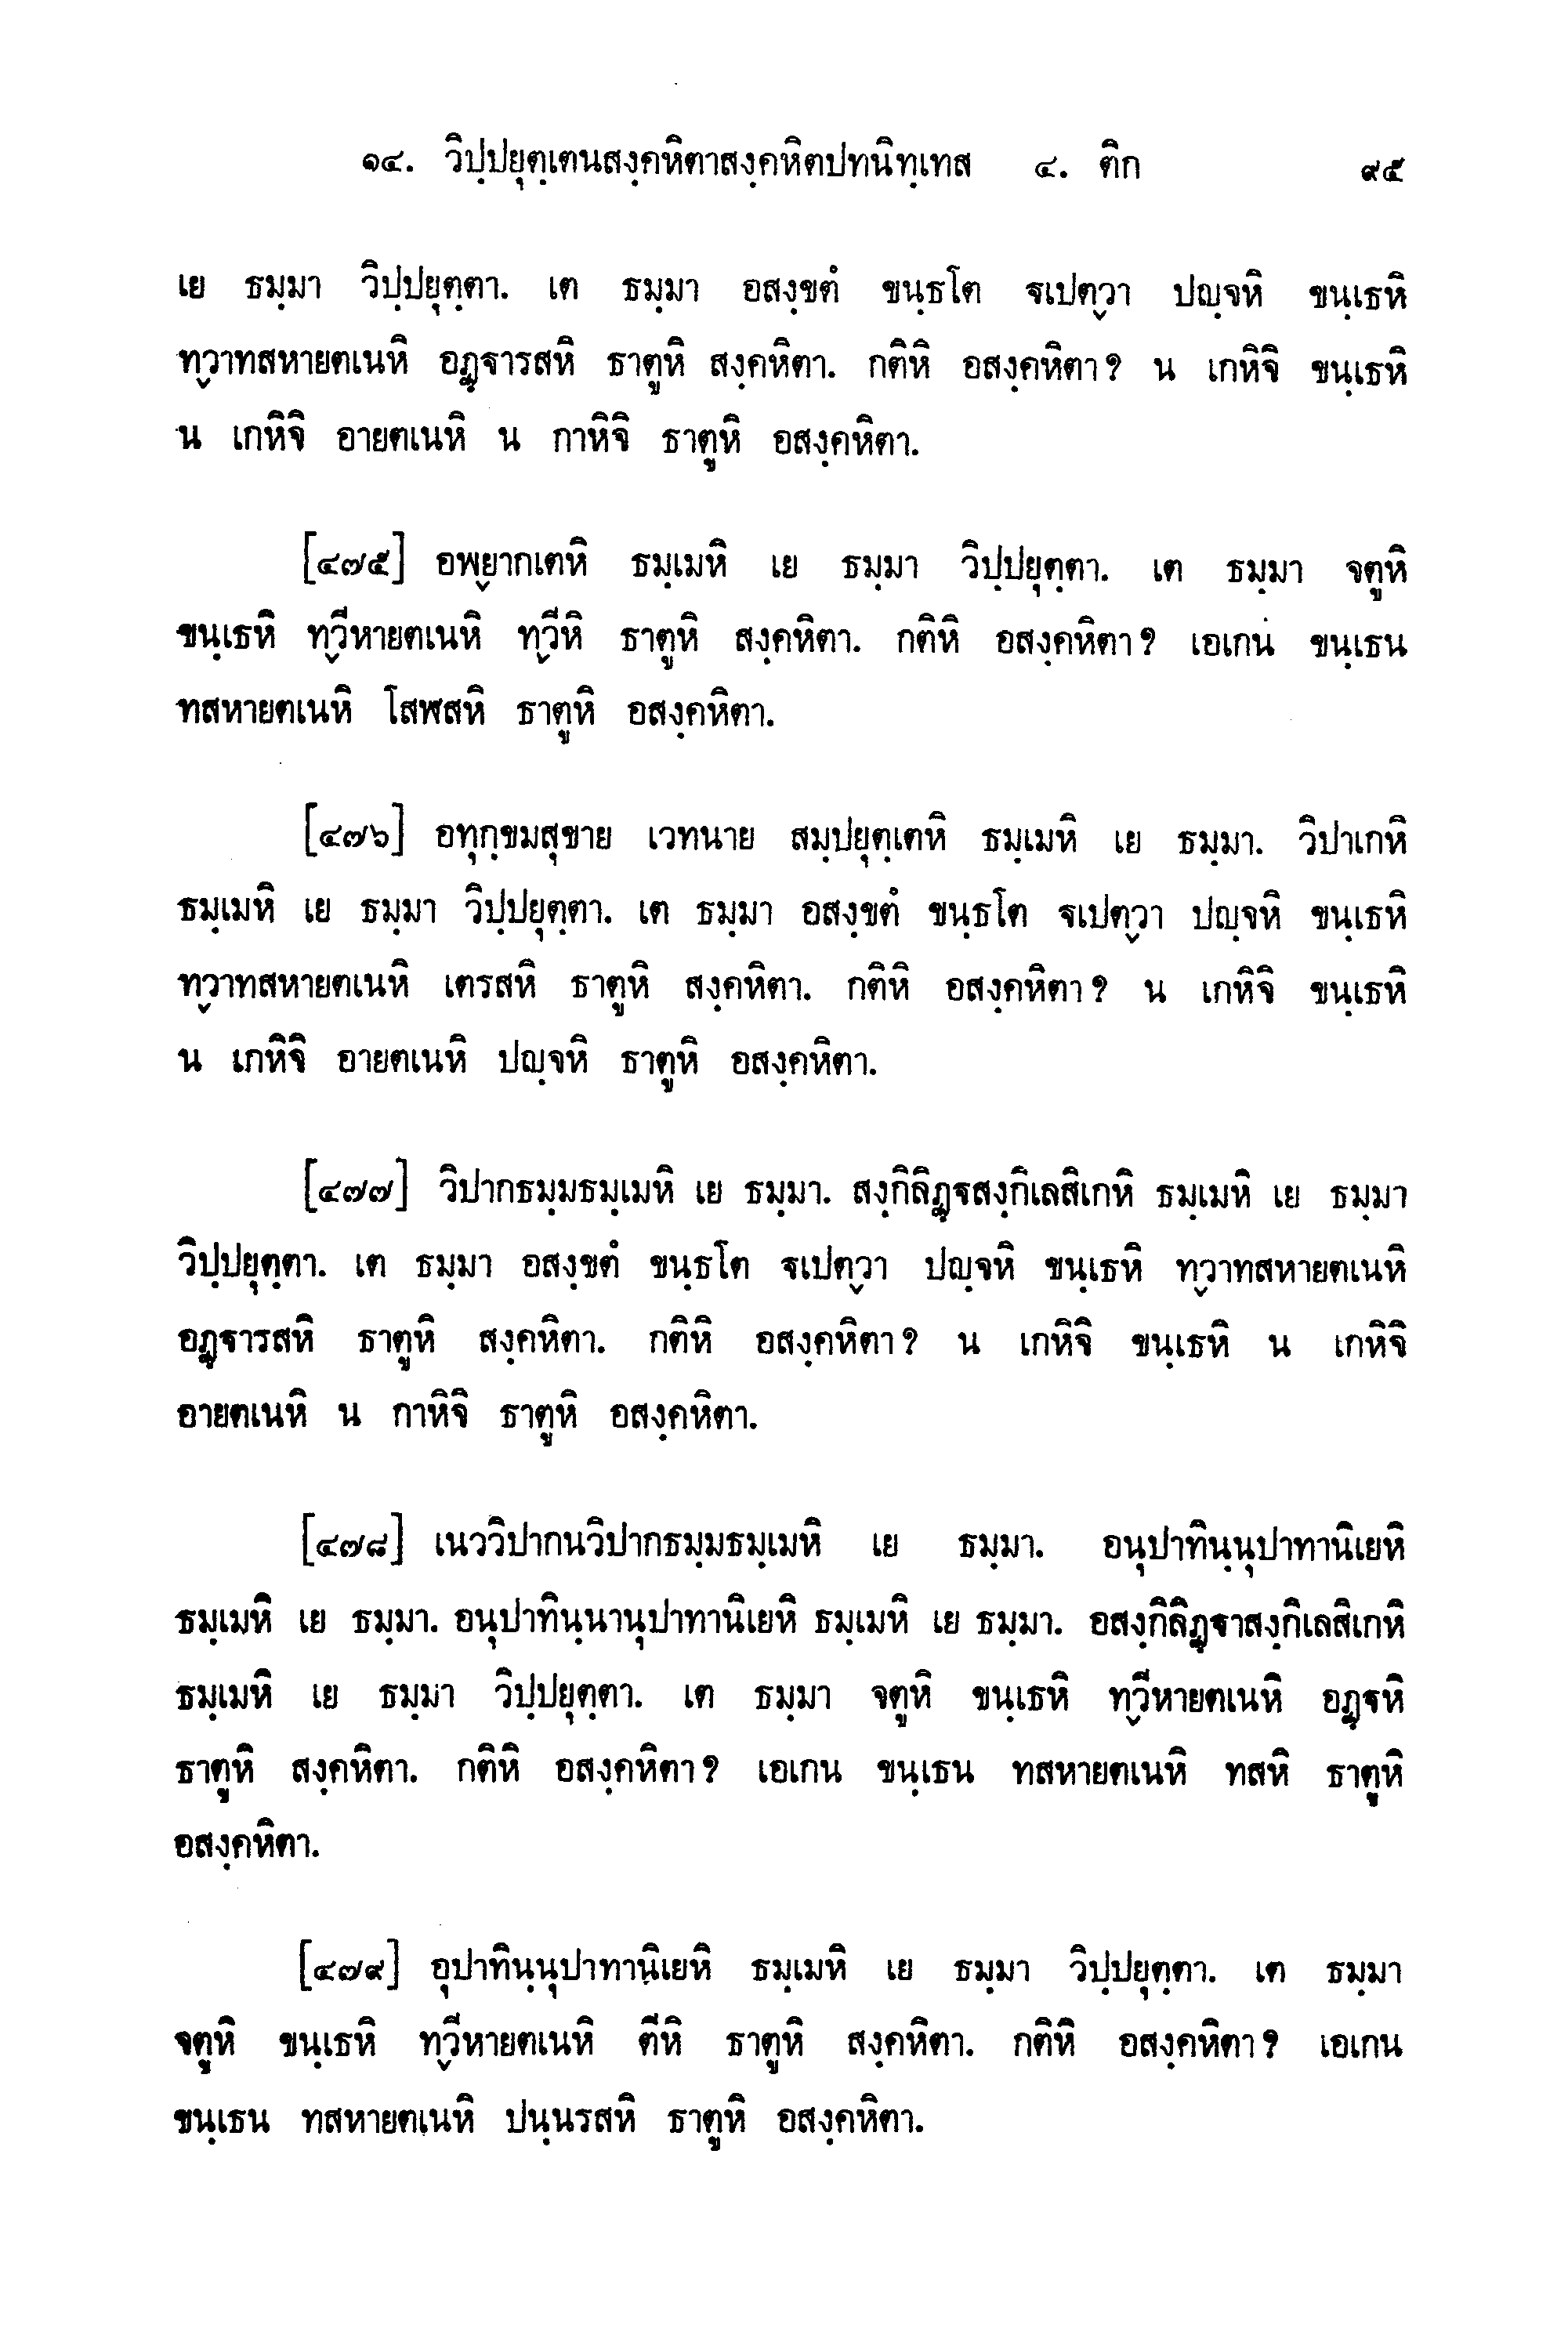 ๑๔. วิปฺปยุตฺเตนสงฺคหิตาสงฺคหิตปทนิทฺเทส ๔. ติก ๙๕
เย ธมฺมา วิปฺปยุตฺตา. เต ธมฺมา อสงฺขตํ ขนฺธโต ฐเปตฺวา ปญฺจหิ ขนฺเธหิ
ทฺวาทสหายตเนหิ อฏฺฐารสหิ ธาตูหิ สงฺคหิตา. กติหิ อสงฺคหิตา? น เกหิจิ ขนฺเธหิ
น เกหิจิ อายตเนหิ น กาหิจิ ธาตูหิ อสงฺคหิตา.
[๔๗๕] อพฺยากเตหิ ธมฺเมหิ เย ธมฺมา วิปฺปยุตฺตา. เต ธมฺมา จตูหิ
ขนฺเธหิ ทฺวีหายตเนหิ ทฺวีหิ ธาตูหิ สงฺคหิตา. กติหิ อสงฺคหิตา? เอเกน ขนฺเธน
ทสหายตเนหิ โสฬสหิ ธาตูหิ อสงฺคหิตา.
[๔๗๖] อทุกฺขมสุขาย เวทนาย สมฺปยุตฺเตหิ ธมฺเมหิ เย ธมฺมา. วิปาเกหิ
ธมฺเมหิ เย ธมฺมา วิปฺปยุตฺตา. เต ธมฺมา อสงฺขตํ ขนฺธโต ฐเปตฺวา ปญฺจหิ ขนฺเธหิ
ทฺวาทสหายตเนหิ เตรสหิ ธาตูหิ สงฺคหิตา. กติหิ อสงฺคหิตา? น เกหิจิ ขนฺเธหิ
น เกหิจิ อายตเนหิ ปญฺจหิ ธาตูหิ อสงฺคหิตา.
[๔๗๗] วิปากธมฺมธมฺเมหิ เย ธมฺมา. สงฺกิลิฏฺฐสงฺกิเลสิเกหิ ธมฺเมหิ เย ธมฺมา
วิปฺปยุตฺตา. เต ธมฺมา อสงฺขตํ ขนฺธโต ฐเปตฺวา ปญฺจหิ ขนฺเธหิ ทฺวาทสหายตเนหิ
อฏฺฐารสหิ ธาตูหิ สงฺคหิตา. กติหิ อสงฺคหิตา? น เกหิจิ ขนฺเธหิ น เกหิจิ
อายตเนหิ น กาหิจิ ธาตูหิ อสงฺคหิตา.
[๔๗๘] เนววิปากนวิปากธมฺมธมฺเมหิ เย ธมฺมา. อนุปาทินฺนุปาทานิเยหิ
ธมฺเมหิ เย ธมฺมา. อนุปาทินฺนานุปาทานิเยหิ ธมฺเมหิ เย ธมฺมา. อสงฺกิลิฏฺฐาสงฺกิเลสิเกหิ
ธมฺเมหิ เย ธมฺมา วิปฺปยุตฺตา. เต ธมฺมา จตูหิ ขนฺเธหิ ทฺวีหายตเนหิ อฏฺฐหิ
ธาตูหิ สงฺคหิตา. กติหิ อสงฺคหิตา? เอเกน ขนฺเธน ทสหายตเนหิ ทสหิ ธาตูหิ
อสงฺคหิตา.
[๔๗๙] อุปาทินฺนุปาทานิเยหิ ธมฺเมหิ เย ธมฺมา วิปฺปยุตฺตา. เต ธมฺมา
จตูหิ ขนฺเธหิ ทฺวีหายตเนหิ ตีหิ ธาตูหิ สงฺคหิตา. กติหิ อสงฺคหิตา? เอเกน
ขนฺเธน ทสหายตเนหิ ปนฺนรสหิ ธาตูหิ อสงฺคหิตา.